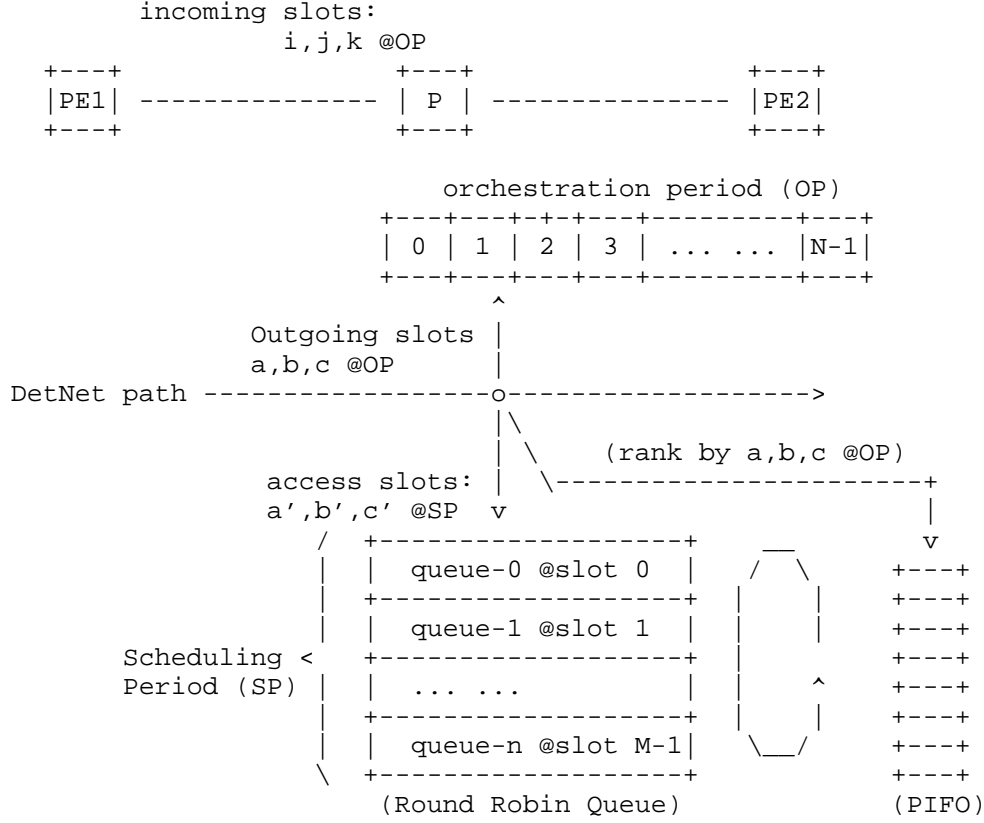 incoming slots:
i,j,k @OP
PE1 P PE2
orchestration period (OP)
0 1 2 3 ... ... N-1
Outgoing slots
a,b,c @OP
DetNet path
(rank by a,b,c @OP)
access slots:
a',b',c' @SP
queue-0 @slot 0
queue-1 @slot 1
Scheduling
Period (SP)
... ...
queue-n @slot M-1
(Round Robin Queue) (PIFO)